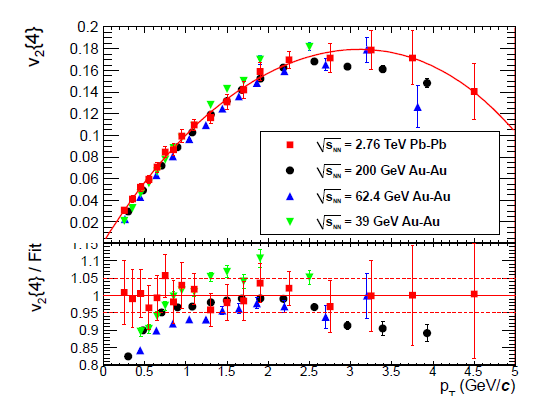 0.2
0.18
0.16
0.14
0.12
0.1
0.08
0.06
0.04
0.02
v₂{4}
√sNN = 2.76 TeV Pb-Pb
√sNN = 200 GeV Au-Au
√sNN = 62.4 GeV Au-Au
√sNN = 39 GeV Au-Au
1.15
1.1
1.05
1
0.95
0.9
0.85
0.8
v₂{4} / Fit
0 0.5 1 1.5 2 2.5 3 3.5 4 4.5 5
pT (GeV/c)